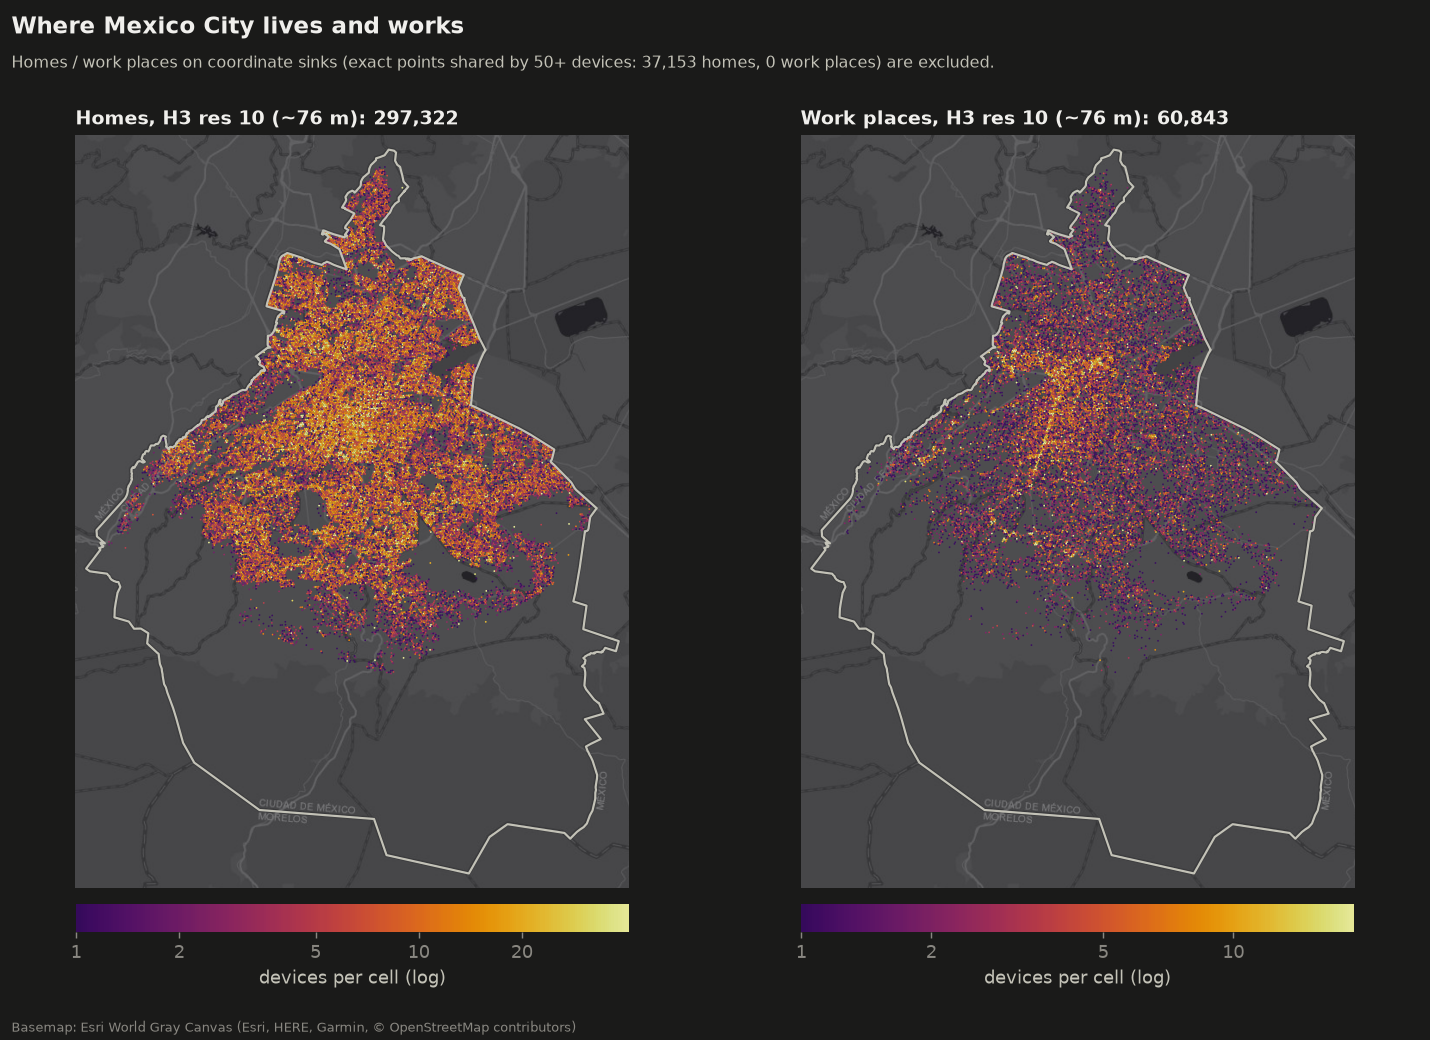 Where Mexico City lives and works
Homes / work places on coordinate sinks (exact points shared by 50+ devices: 37,153 homes, 0 work places) are excluded.
Homes, H3 res 10 (~76 m): 297,322
MÉXICO
CIUDAD
CIUDAD DE MÉXICO
MORELOS
MÉXICO
1 2 5 10 20
devices per cell (log)
Work places, H3 res 10 (~76 m): 60,843
MÉXICO
CIUDAD
CIUDAD DE MÉXICO
MORELOS
MÉXICO
1 2 5 10
devices per cell (log)
Basemap: Esri World Gray Canvas (Esri, HERE, Garmin, © OpenStreetMap contributors)